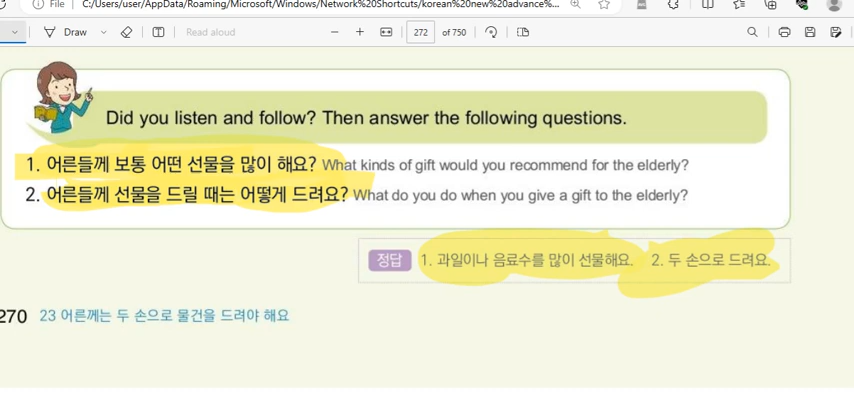 File | C:/Users/user/AppData/Roaming/Microsoft/Windows/Network%20Shortcuts/korean%20new%20advance%...
Draw Read aloud 272 of 750
Did you listen and follow? Then answer the following questions.
1. 어른들께 보통 어떤 선물을 많이 해요? What kinds of gift would you recommend for the elderly?
2. 어른들께 선물을 드릴 때는 어떻게 드려요? What do you do when you give a gift to the elderly?
정답 1. 과일이나 음료수를 많이 선물해요. 2. 두 손으로 드려요.
270 23 어른께는 두 손으로 물건을 드려야 해요